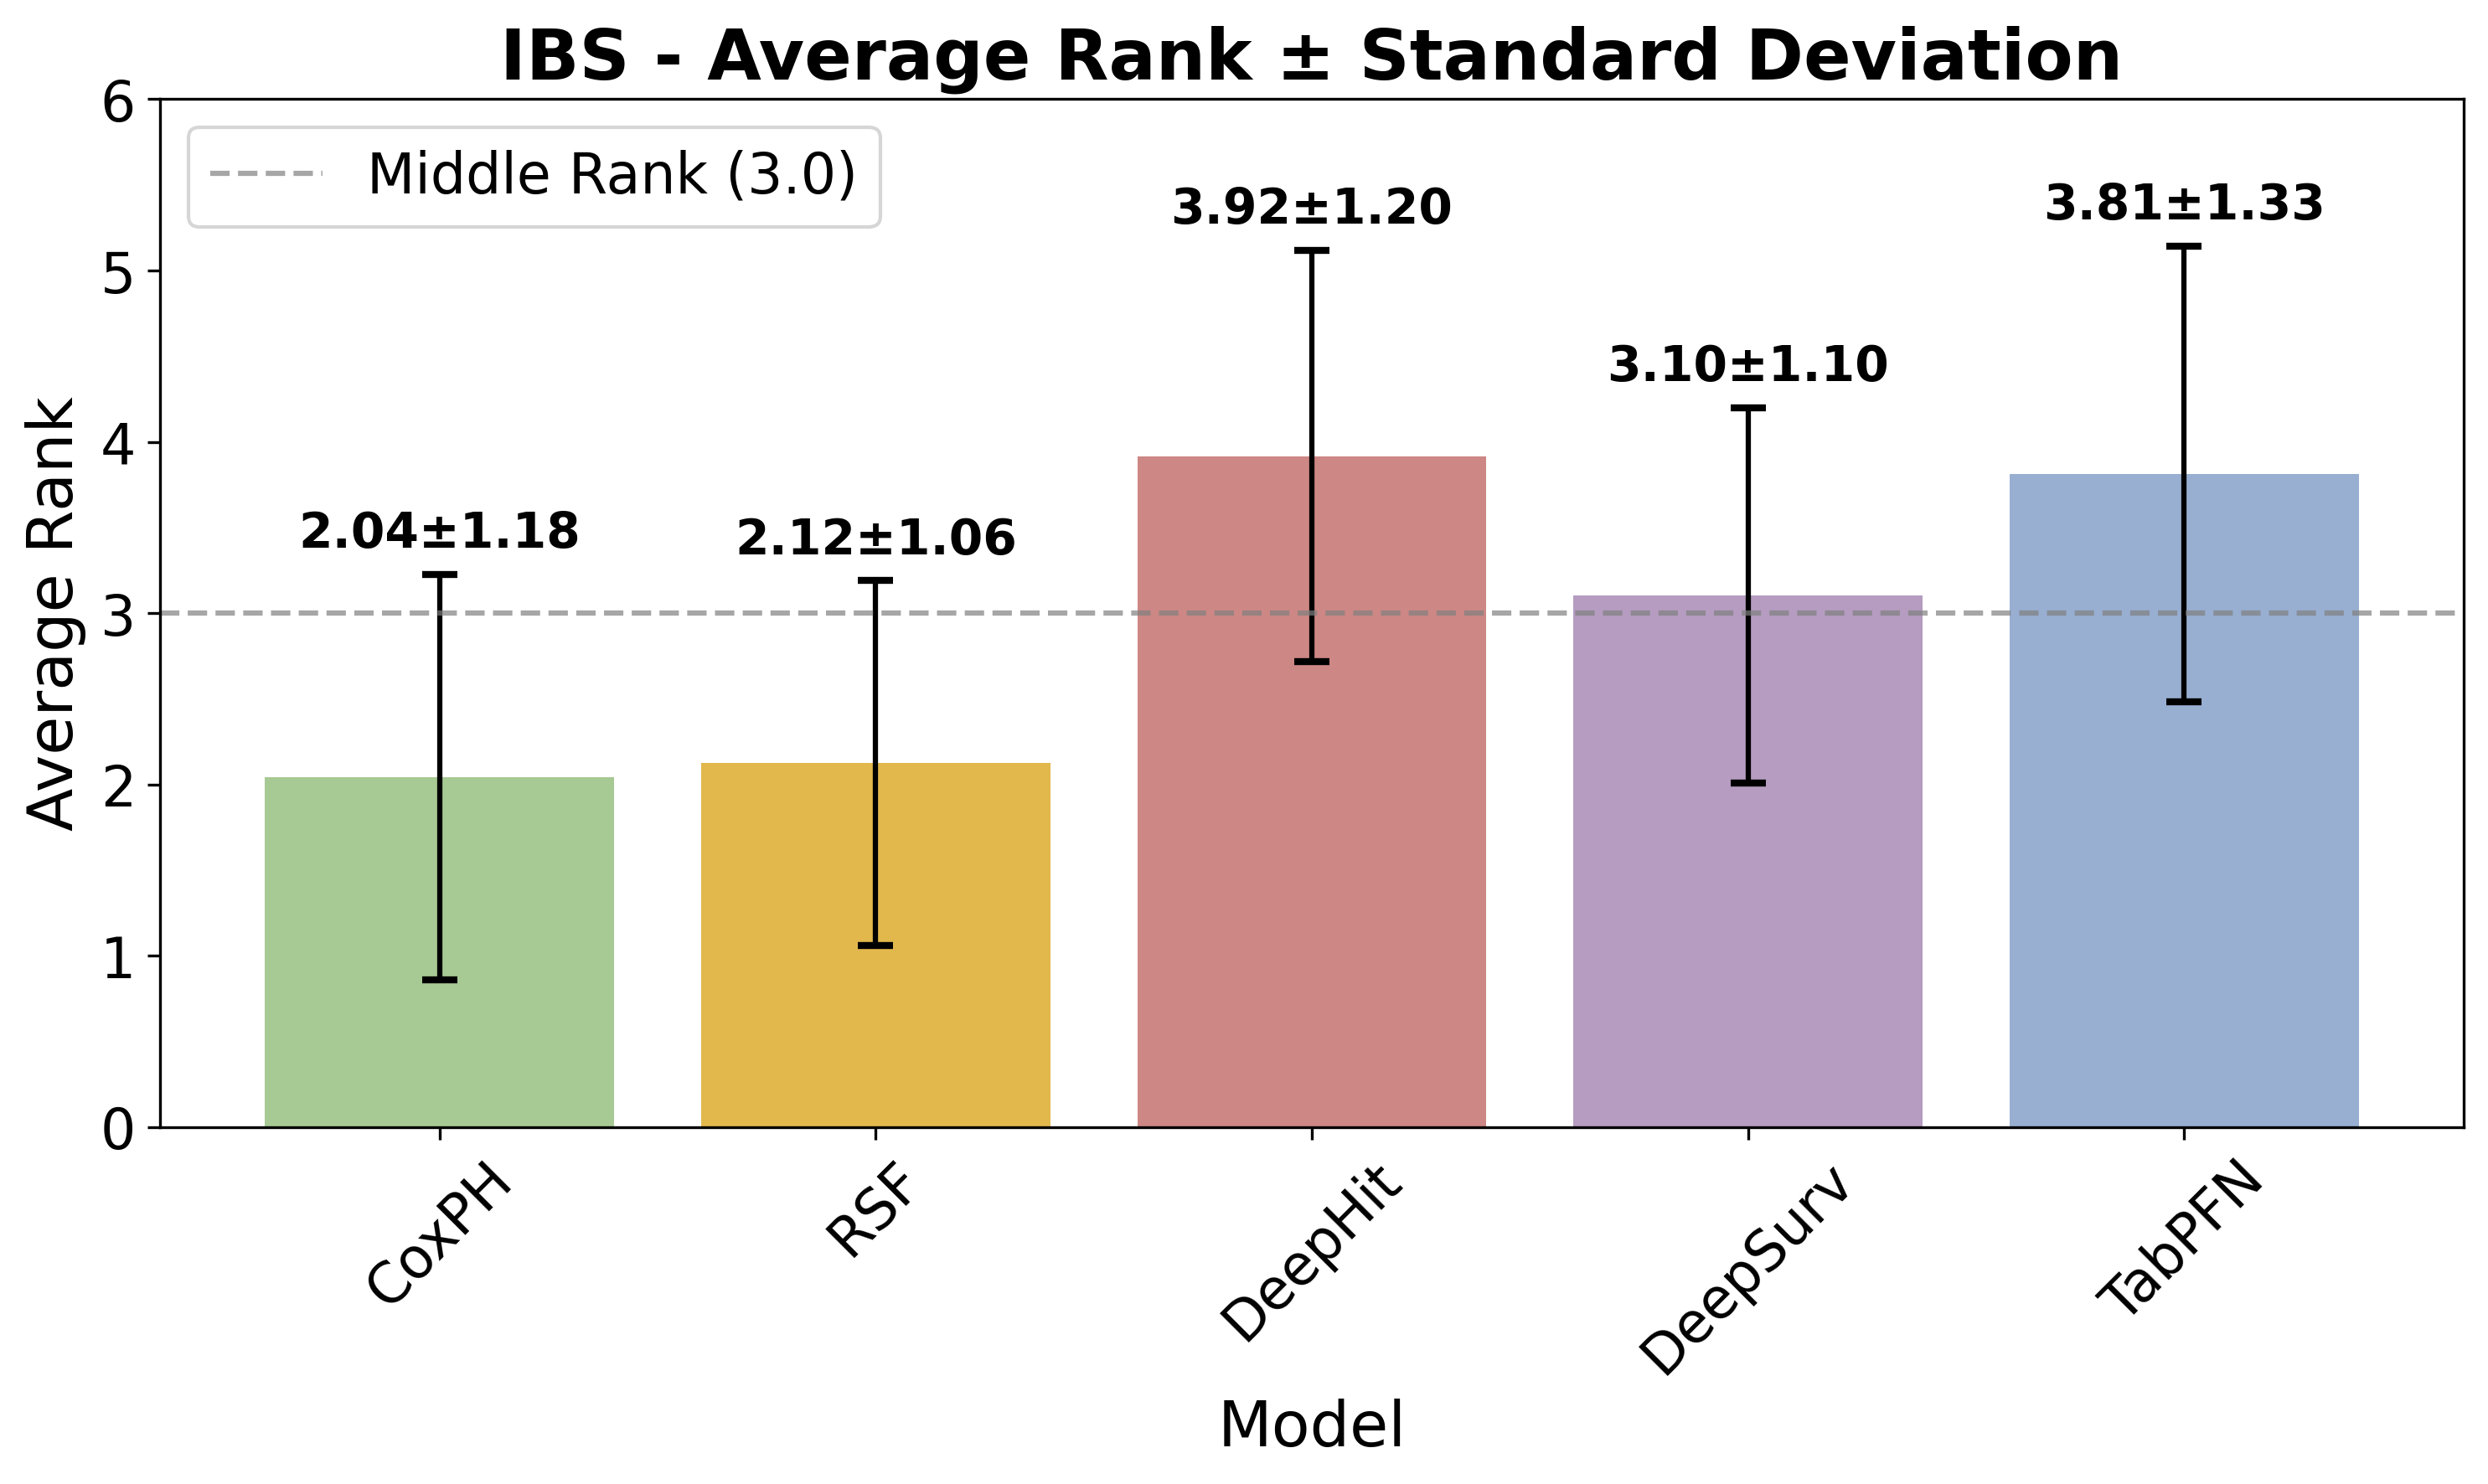 IBS - Average Rank ± Standard Deviation
Middle Rank (3.0)
3.92±1.20
3.81±1.33
3.10±1.10
2.04±1.18
2.12±1.06
Average Rank
6
5
4
3
2
1
0
CoxPH
RSF
DeepHit
DeepSurv
TabPFN
Model